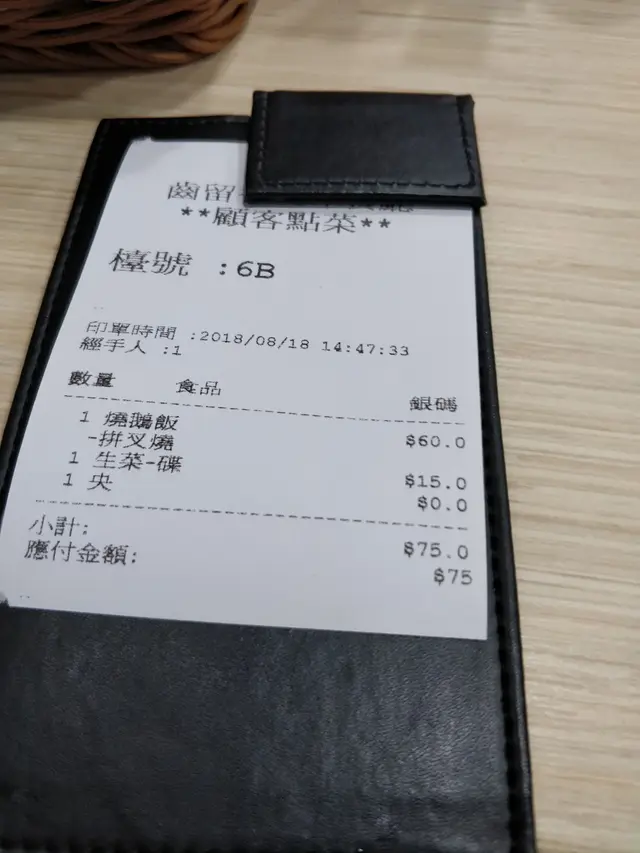 齒留
**顧客點菜**
檯號 :6B
印單時間 :2018/08/18 14:47:33
經手人 :1
數量 食品 銀碼
1 燒鵝飯 $60.0
-拼叉燒
1 生菜-碟 $15.0
1 央 $0.0
小計: $75.0
應付金額: $75